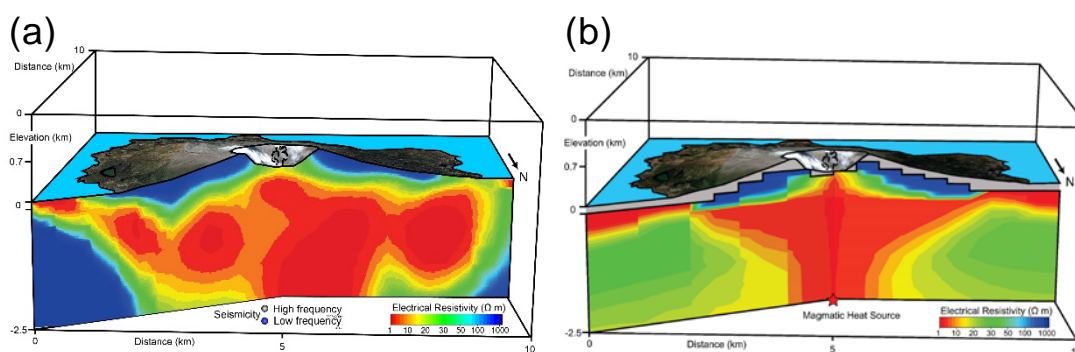 (a)
10
Distance (km)
0
Elevation (km)
0.7
N
0
Seismicity
High frequency
Low frequency
Electrical Resistivity (Ω m)
1 10 20 30 50 100 1000
-2.5
0
Distance (km)
5
10
(b)
10
Distance (km)
0
Elevation (km)
0.7
N
0
Magmatic Heat Source
Electrical Resistivity (Ω m)
1 10 20 30 50 100 1000
-2.5
0
Distance (km)
5